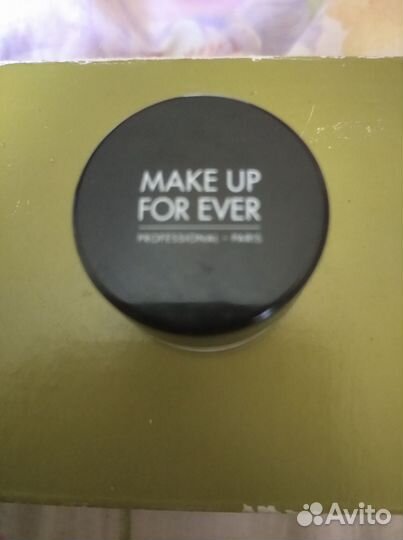 MAKE UP
FOR EVER
PROFESSIONAL - PARIS
Avito